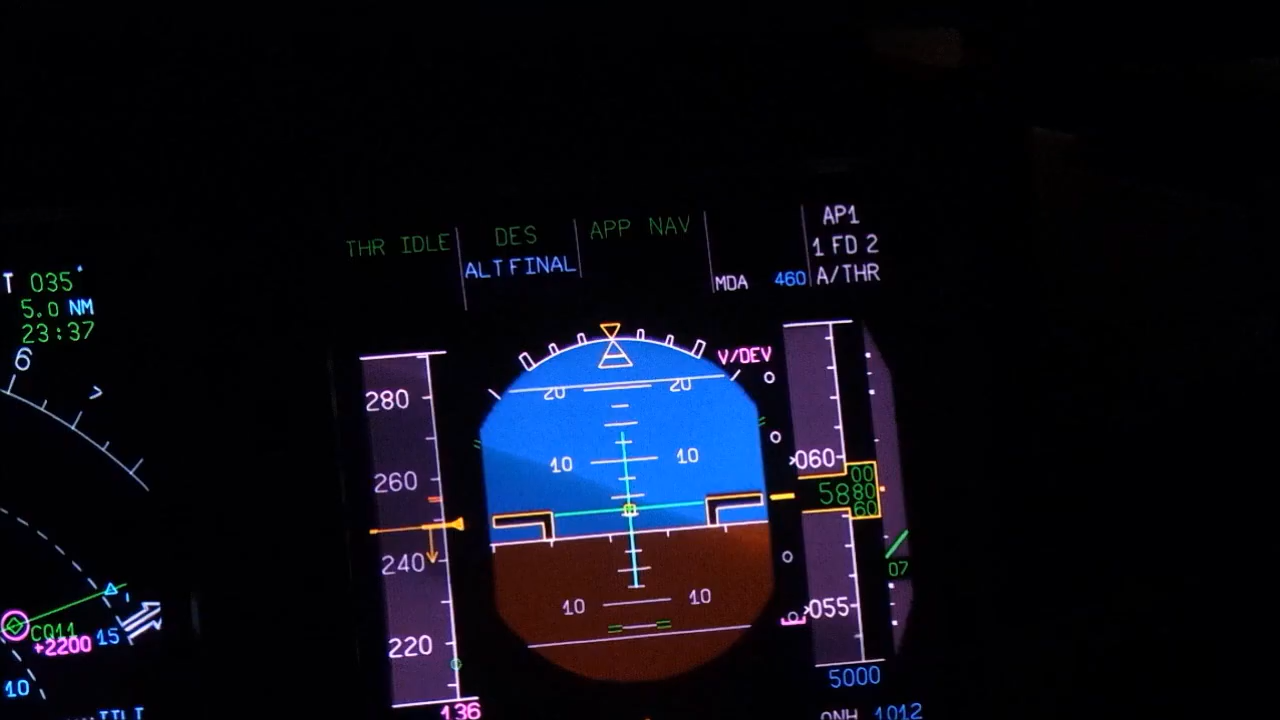 THR IDLE DES APP NAV AP1
ALT FINAL 1 FD 2
MDA 460 A/THR
T 035°
5.0 NM
23:37
6
V/DEV
280
260
240
220
136
20 20
10 10
10 10
060
00
5880
60
055
07
5000
QNH 1012
CQ11
+2200 15
10
TILT